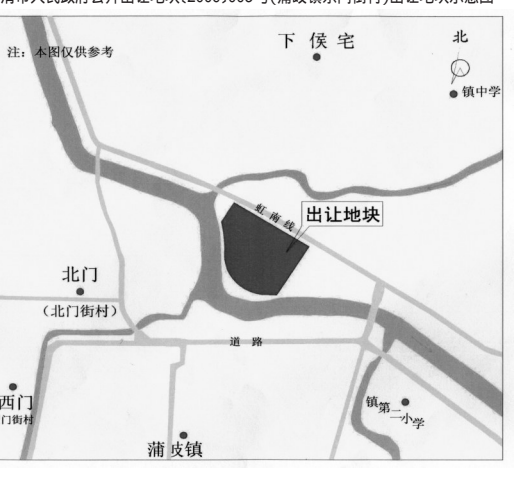 注：本图仅供参考
下侯宅
北
镇中学
虹南线
出让地块
北门
（北门街村）
道路
西门
门街村
镇第二小学
蒲岐镇